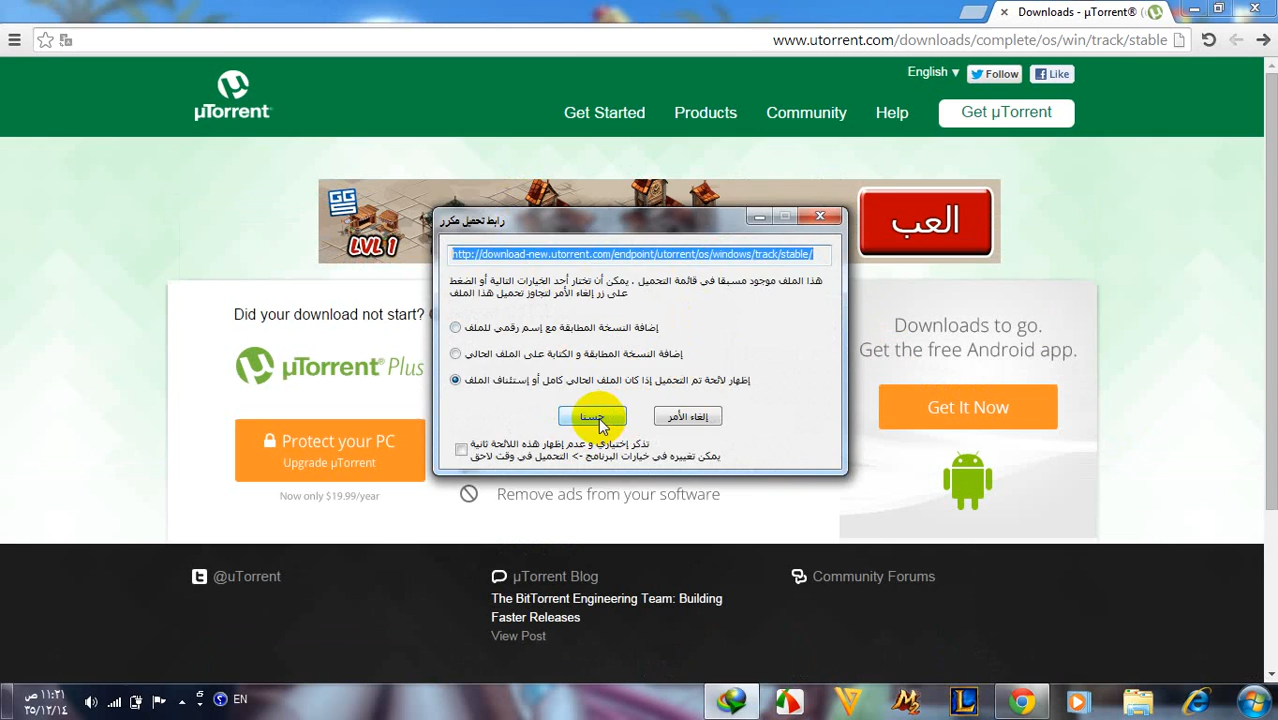 Downloads - µTorrent® (
www.utorrent.com/downloads/complete/os/win/track/stable
English ▾
Follow
Like
µTorrent
Get Started
Products
Community
Help
Get µTorrent
GG
LVL 1
العب
رابط تحميل مكرر
http://download-new.utorrent.com/endpoint/utorrent/os/windows/track/stable/
هذا الملف موجود مسبقا في قائمة التحميل , يمكن أن تختار أحد الخيارات التالية أو الضغط
على زر إلغاء الأمر لتجاوز تحميل هذا الملف
إضافة النسخة المطابقة مع إسم رقمي للملف
إضافة النسخة المطابقة و الكتابة على الملف الحالي
إظهار لائحة تم التحميل إذا كان الملف الحالي كامل أو إستئناف الملف
حسنا
إلغاء الأمر
تذكر إختياري و عدم إظهار هذه اللائحة ثانية
يمكن تغييره في خيارات البرنامج -> التحميل في وقت لاحق
Did your download not start?
µTorrent Plus
Protect your PC
Upgrade µTorrent
Now only $19.99/year
Remove ads from your software
Downloads to go.
Get the free Android app.
Get It Now
@uTorrent
µTorrent Blog
The BitTorrent Engineering Team: Building
Faster Releases
View Post
Community Forums
١١:٢١ ص
٣٥/١٢/١٤
EN